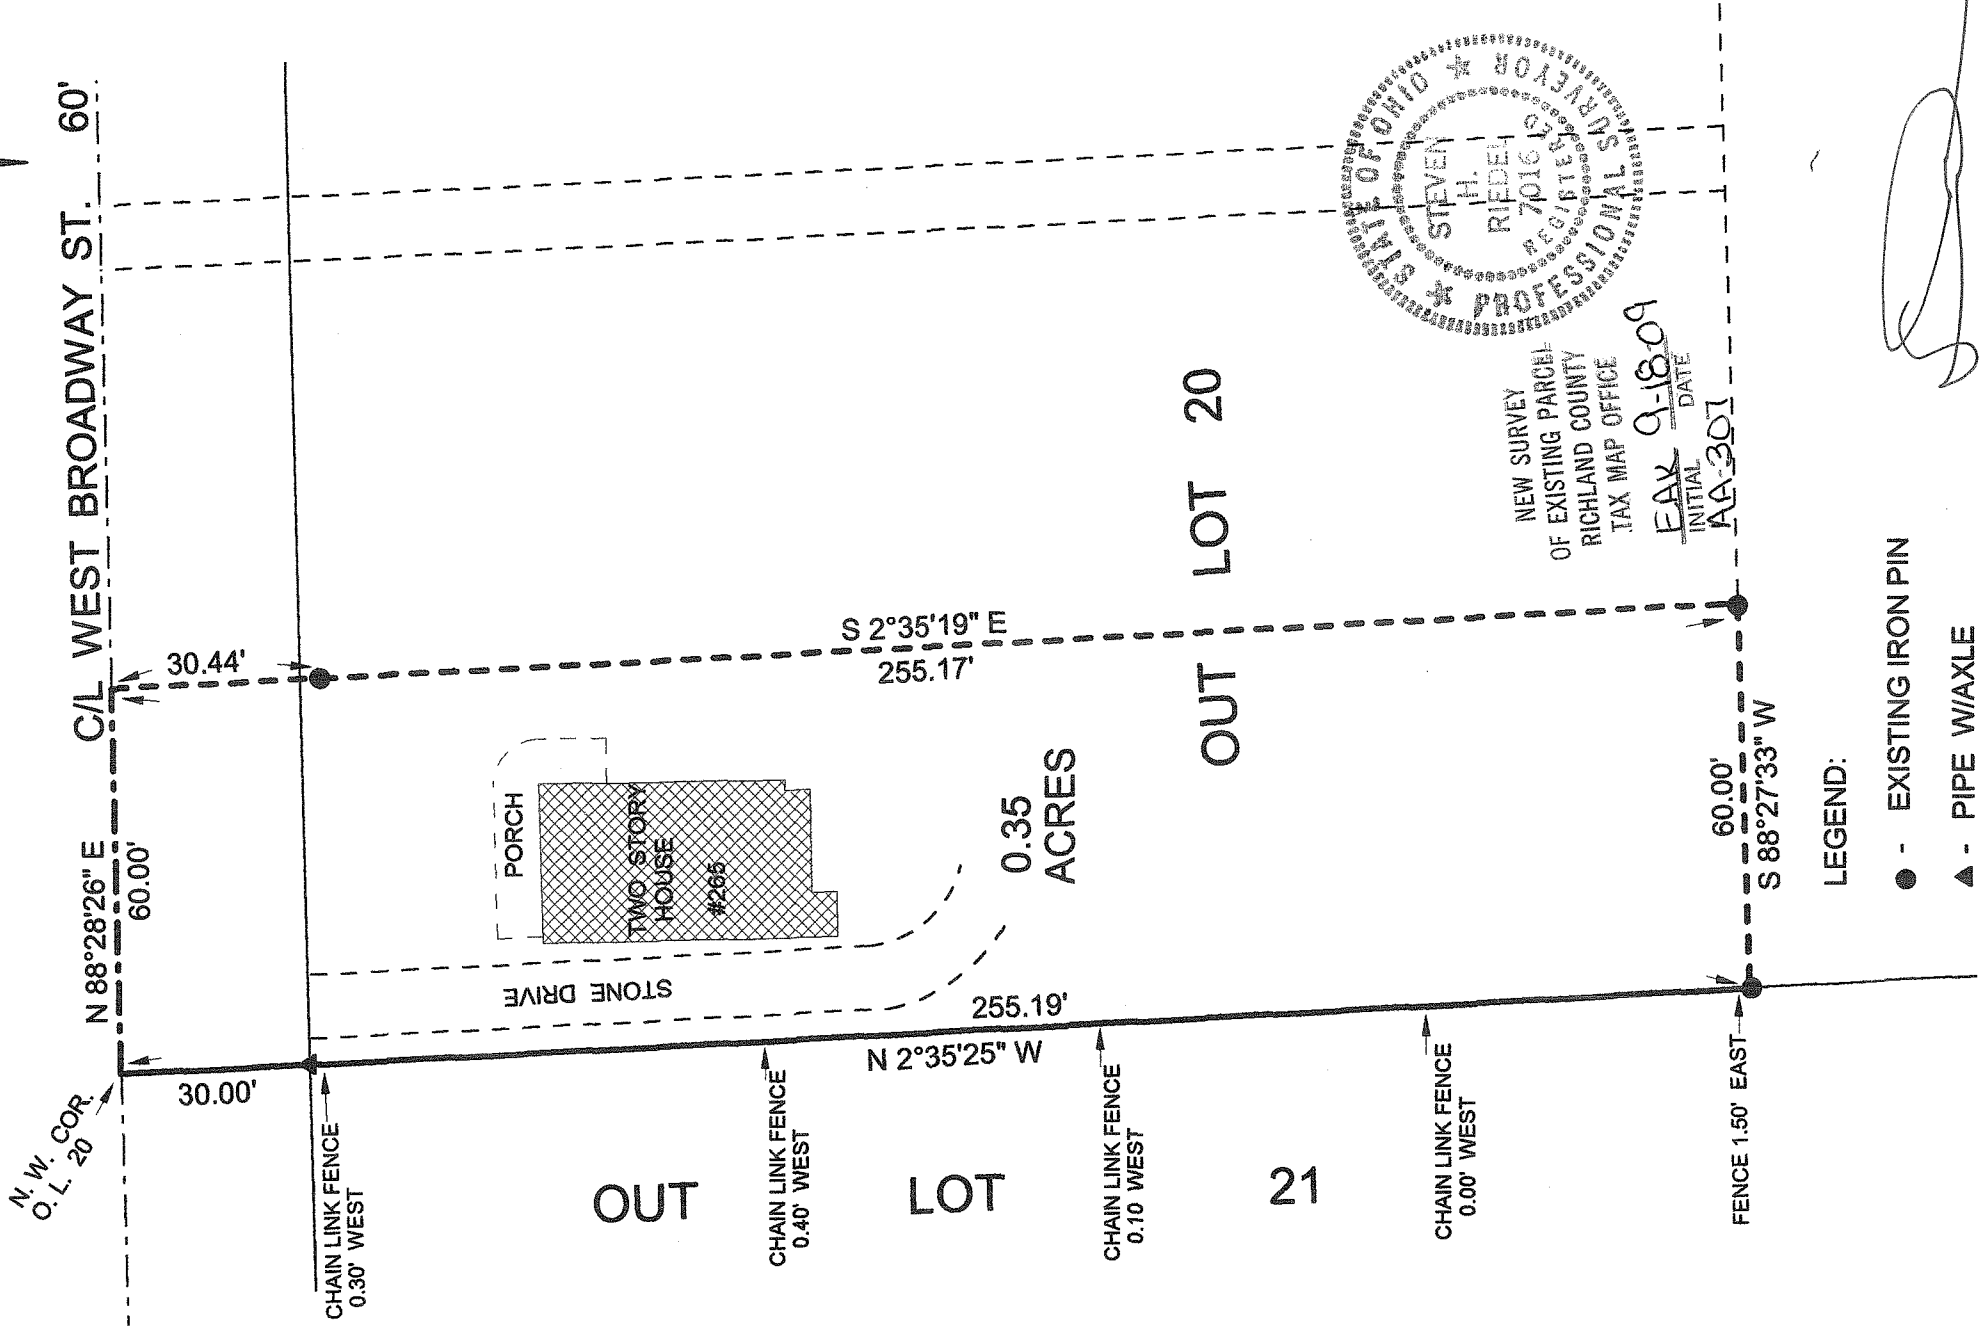 C/L WEST BROADWAY ST. 60'
N 88°28'26" E
60.00'
30.44'
N. W. COR.
O. L. 20
30.00'
PORCH
TWO STORY
HOUSE
#265
STONE DRIVE
S 2°35'19" E
255.17'
255.19'
N 2°35'25" W
0.35
ACRES
OUT LOT 20
OUT LOT 21
CHAIN LINK FENCE
0.30' WEST
CHAIN LINK FENCE
0.40' WEST
CHAIN LINK FENCE
0.10 WEST
CHAIN LINK FENCE
0.00' WEST
FENCE 1.50' EAST
60.00'
S 88°27'33" W
NEW SURVEY
OF EXISTING PARCEL
RICHLAND COUNTY
TAX MAP OFFICE
EAK 9-18-09
INITIAL DATE
AA-307
STATE OF OHIO
STEVEN
H.
RIEDEL
7016
REGISTERED
PROFESSIONAL SURVEYOR
LEGEND:
- EXISTING IRON PIN
- PIPE W/AXLE